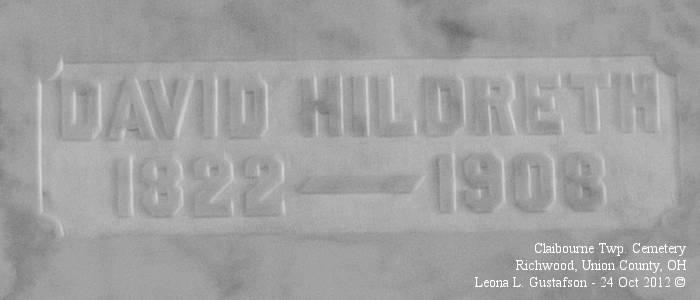 DAVID HILDRETH
1822 — 1908
Claibourne Twp. Cemetery
Richwood, Union County, OH
Leona L. Gustafson - 24 Oct 2012 ©